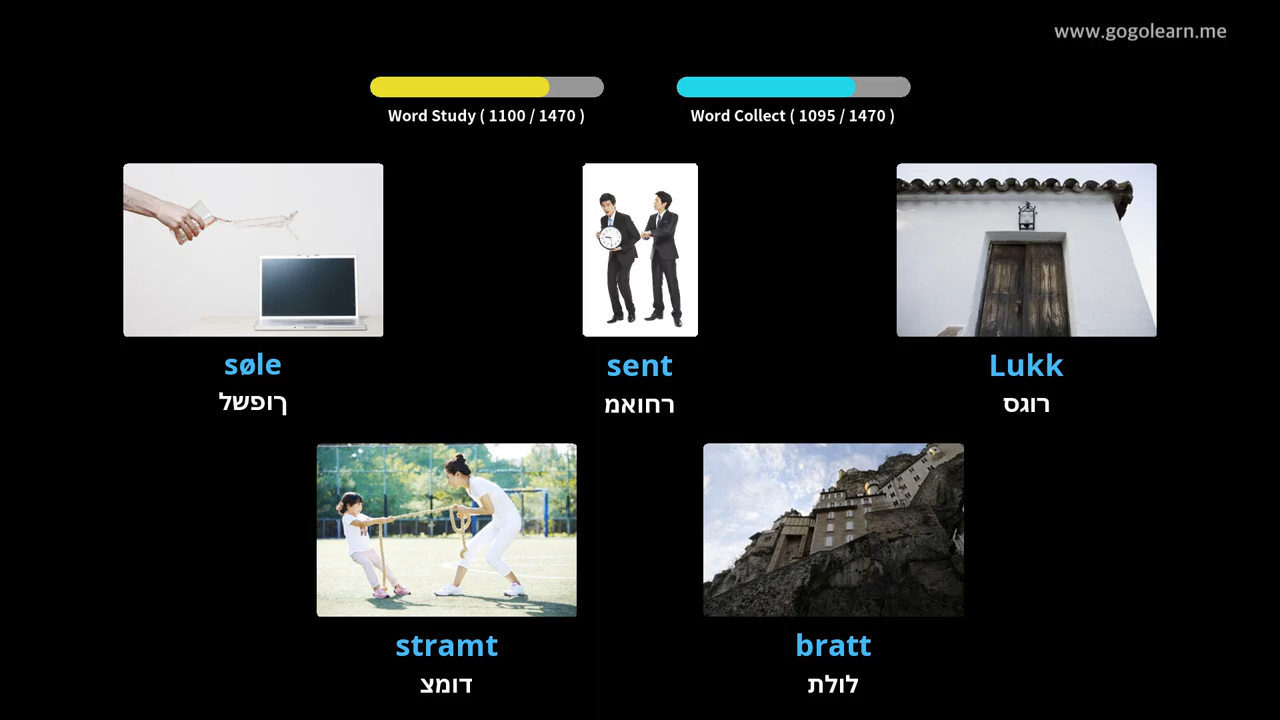 www.gogolearn.me
Word Study ( 1100 / 1470 )
Word Collect ( 1095 / 1470 )
søle
ךופשל
sent
רחואמ
Lukk
רוגס
stramt
דומצ
bratt
לולת